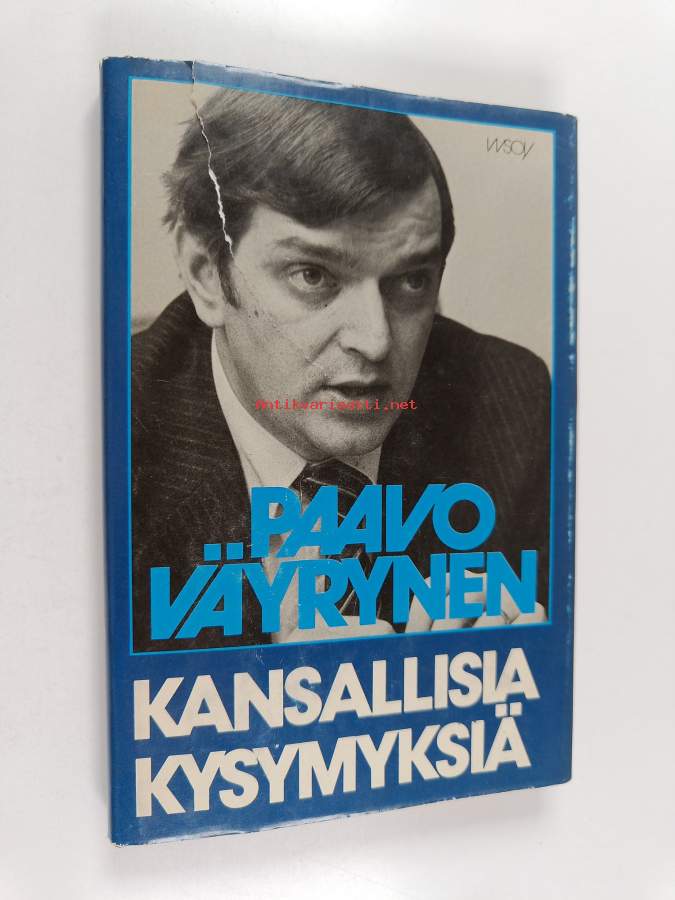 WSOY
Antikvariaatti.net
PAAVO
VÄYRYNEN
KANSALLISIA
KYSYMYKSIÄ